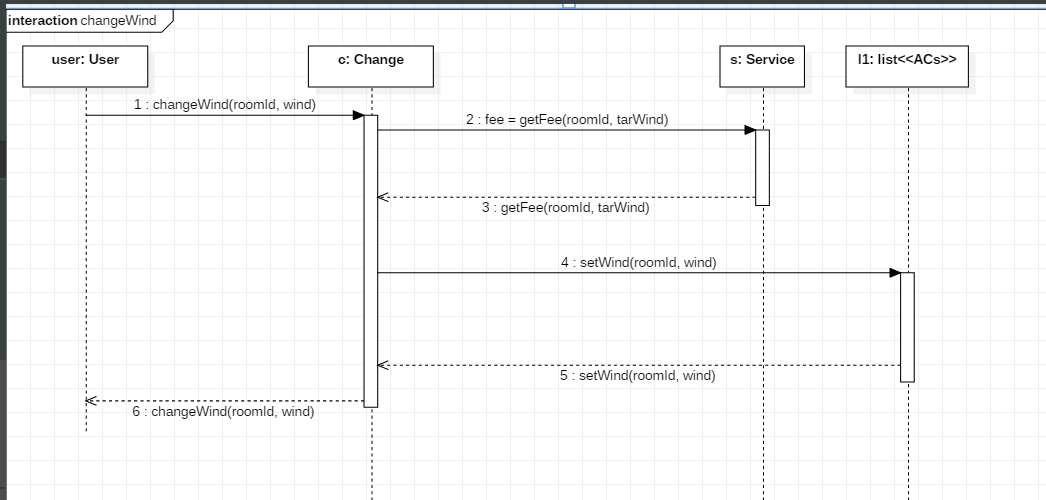 interaction changeWind
user: User
c: Change
s: Service
l1: list<<ACs>>
1 : changeWind(roomId, wind)
2 : fee = getFee(roomId, tarWind)
3 : getFee(roomId, tarWind)
4 : setWind(roomId, wind)
5 : setWind(roomId, wind)
6 : changeWind(roomId, wind)